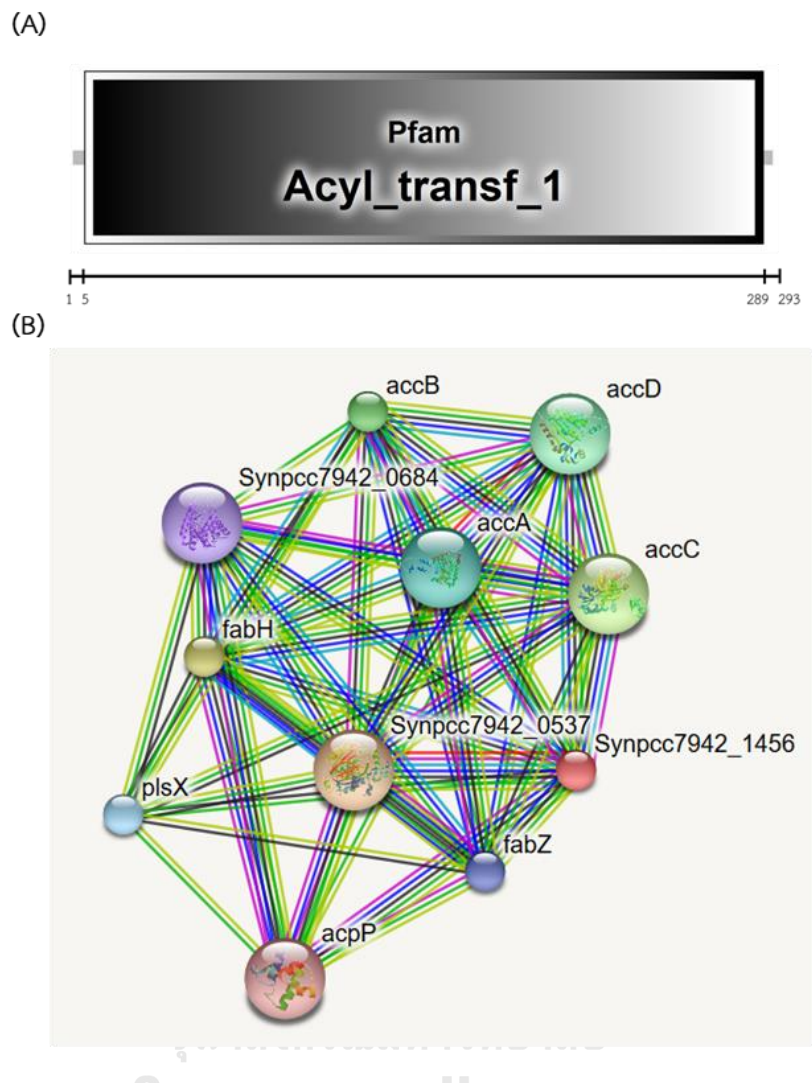 (A)
Pfam
Acyl_transf_1
1 5 289 293
(B)
accB
accD
Synpcc7942_0684
accA
accC
fabH
Synpcc7942_0537
Synpcc7942_1456
plsX
fabZ
acpP